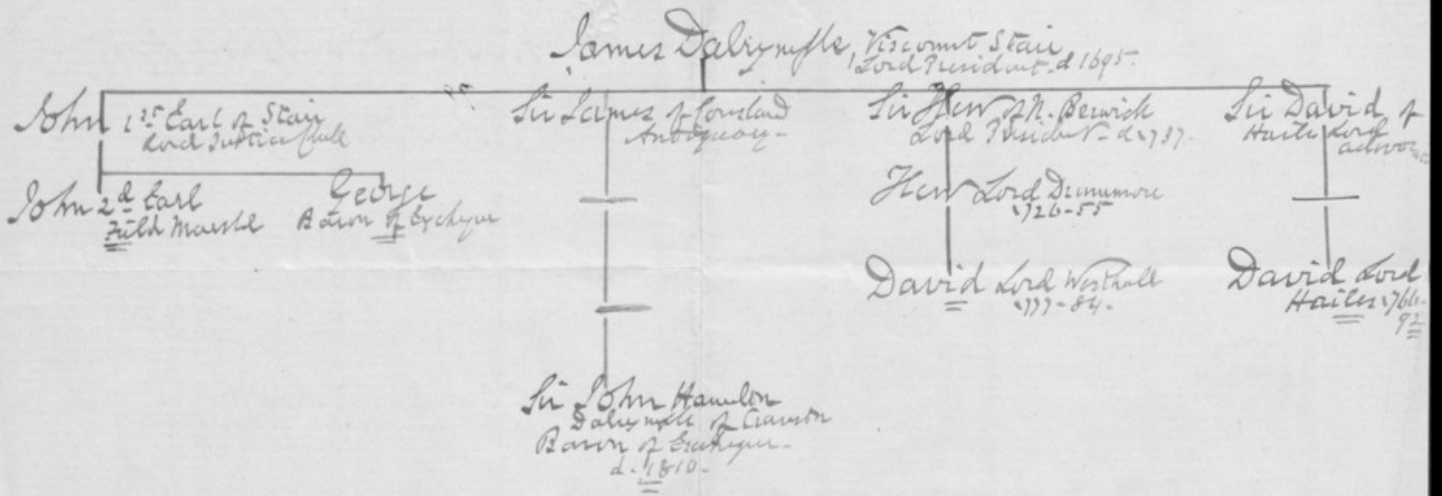 James Dalrymple, Viscount Stair
Lord President d 1695.
John 1st Earl of Stair
Lord Justice Clerk
Sir James of Cousland
Antiquary -
Sir Hew of N. Berwick
Lord President - d 1737.
Sir David of
Hailes Lord
advocate
John 2d Earl
Field Marshl
George
Baron of Exchequer
Hew Lord Drummore
1726-55
David Lord Westhall
1777-84.
David Lord
Hailes 1766-
92
Sir John Hamilton
Dalrymple of Cranston
Baron of Exchequer -
d. 1810 -